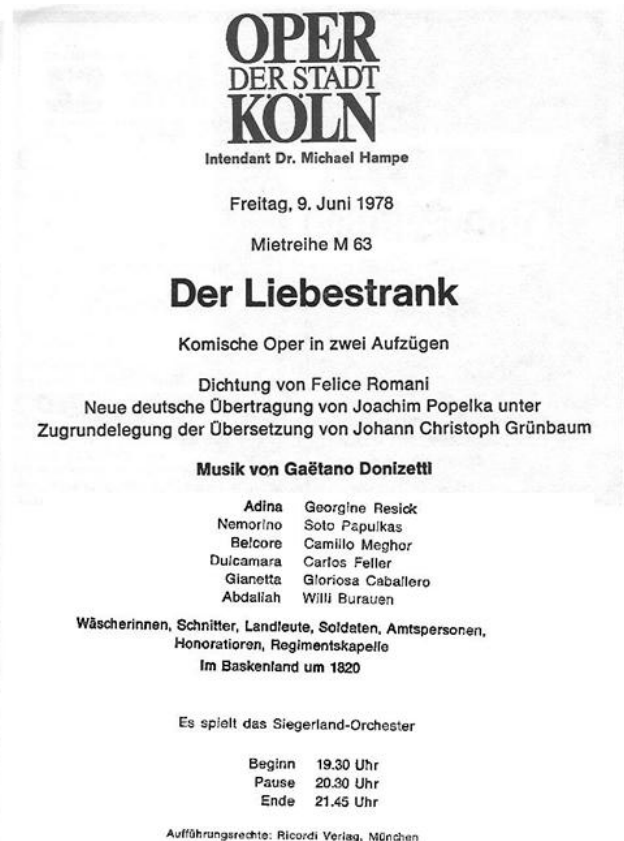 OPER
DER STADT
KÖLN
Intendant Dr. Michael Hampe
Freitag, 9. Juni 1978
Mietreihe M 63
Der Liebestrank
Komische Oper in zwei Aufzügen
Dichtung von Felice Romani
Neue deutsche Übertragung von Joachim Popelka unter
Zugrundelegung der Übersetzung von Johann Christoph Grünbaum
Musik von Gaëtano Donizetti
Adina Georgine Resick
Nemorino Soto Papulkas
Belcore Camillo Meghor
Dulcamara Carlos Feller
Gianetta Gloriosa Caballero
Abdallah Willi Burauen
Wäscherinnen, Schnitter, Landleute, Soldaten, Amtspersonen,
Honoratioren, Regimentskapelle
Im Baskenland um 1820
Es spielt das Siegerland-Orchester
Beginn 19.30 Uhr
Pause 20.30 Uhr
Ende 21.45 Uhr
Aufführungsrechte: Ricordi Verlag, München